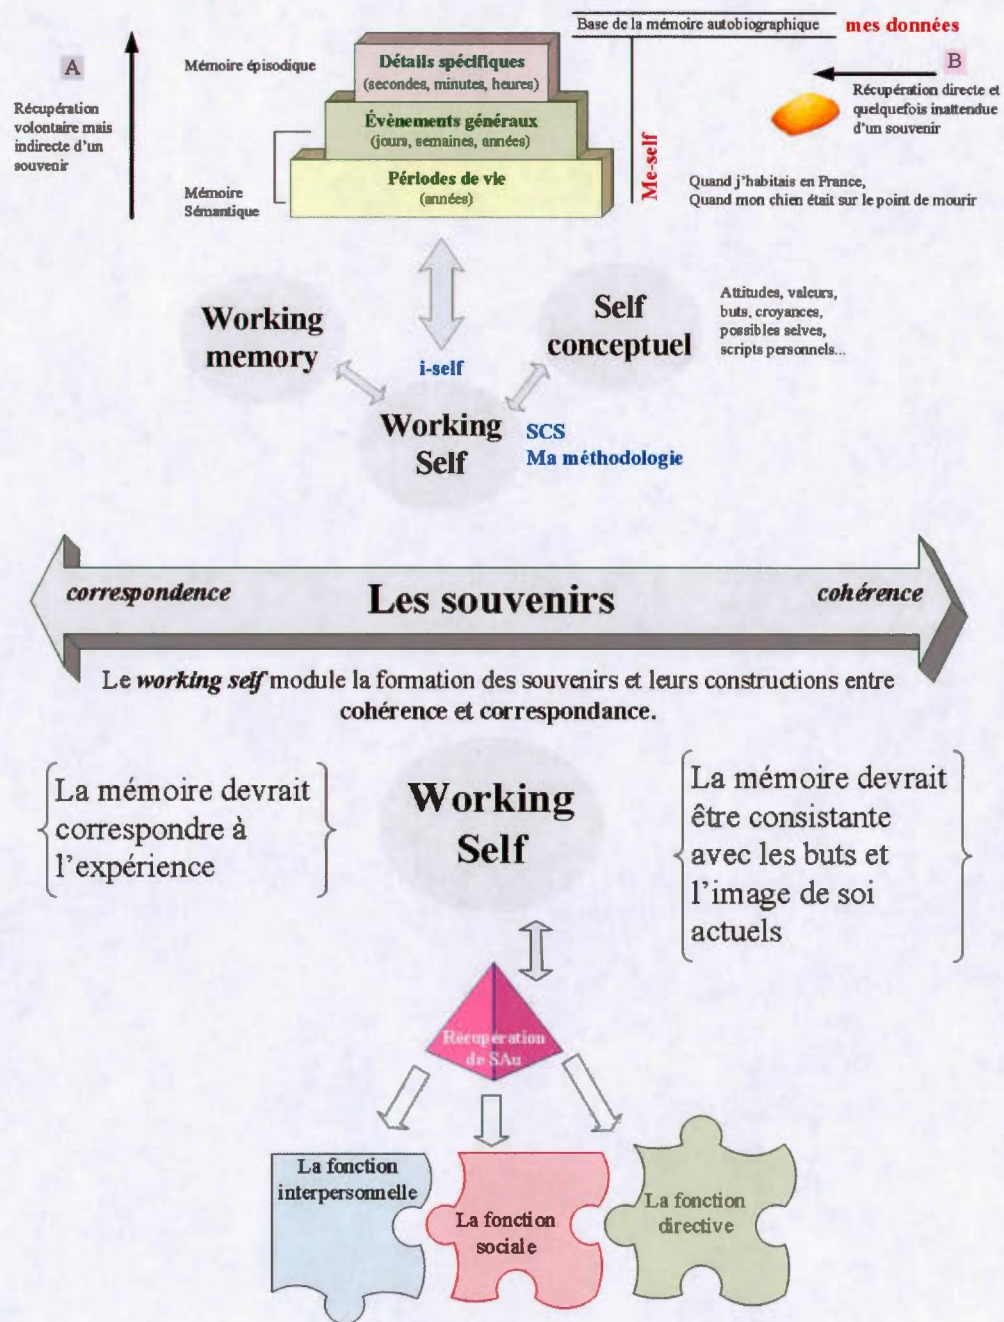 Base de la mémoire autobiographique
mes données
A
Récupération
volontaire mais
indirecte d'un
souvenir
Mémoire épisodique
Mémoire
Sémantique
Détails spécifiques
(secondes, minutes, heures)
Évènements généraux
(jours, semaines, années)
Périodes de vie
(années)
Me-self
B
Récupération directe et
quelquefois inattendue
d'un souvenir
Quand j'habitais en France,
Quand mon chien était sur le point de mourir
Working
memory
i-self
Self
conceptuel
Attitudes, valeurs,
buts, croyances,
possibles selves,
scripts personnels...
Working
Self
SCS
Ma méthodologie
correspondence
Les souvenirs
cohérence
Le working self module la formation des souvenirs et leurs constructions entre
cohérence et correspondance.
La mémoire devrait
correspondre à
l'expérience
Working
Self
La mémoire devrait
être consistante
avec les buts et
l'image de soi
actuels
Récupération
de SAu
La fonction
interpersonnelle
La fonction
sociale
La fonction
directive